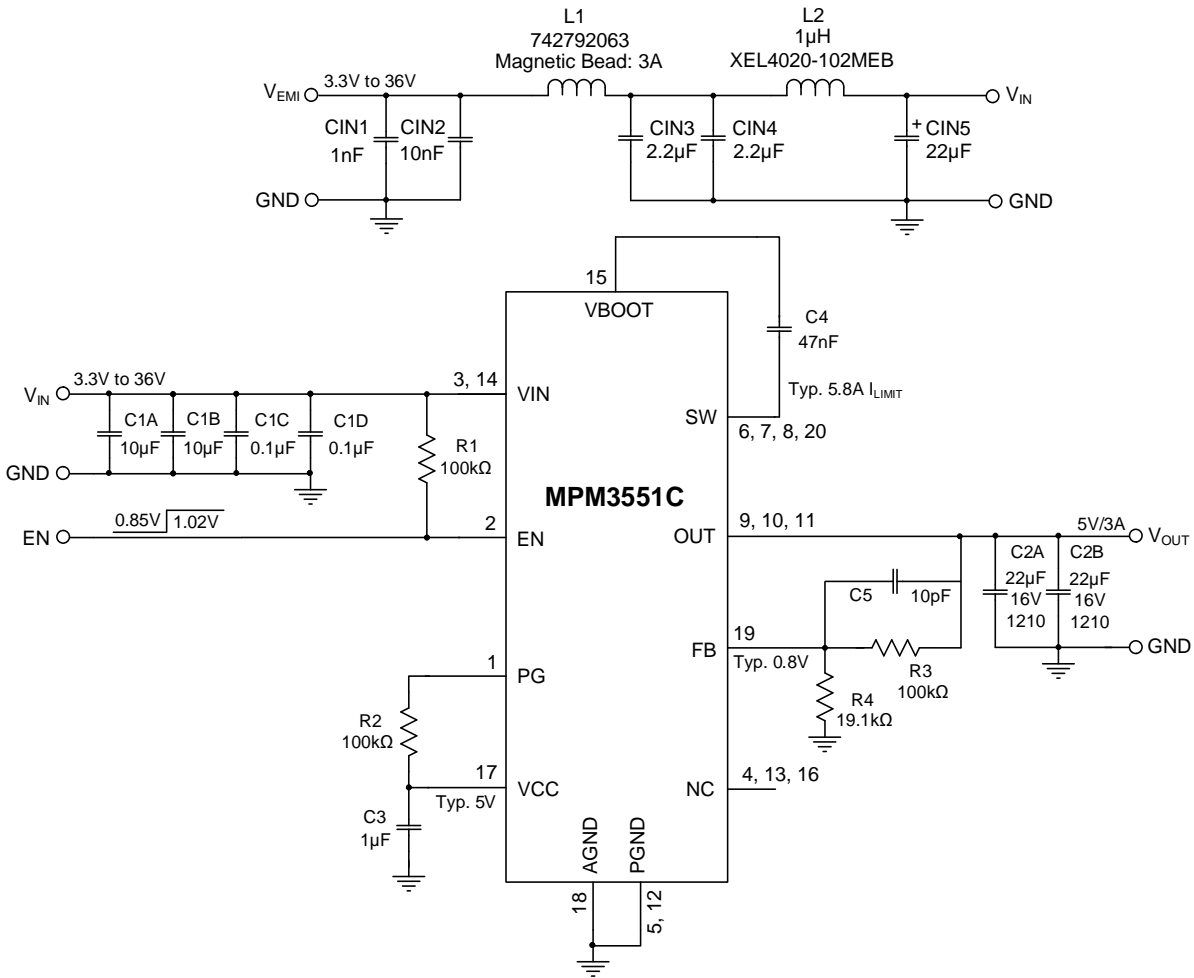 L1
742792063
Magnetic Bead: 3A
L2
1µH
XEL4020-102MEB
VEMI
3.3V to 36V
VIN
CIN1
1nF
CIN2
10nF
CIN3
2.2µF
CIN4
2.2µF
+
CIN5
22µF
GND
GND
15
VBOOT
C4
47nF
Typ. 5.8A ILIMIT
VIN
3.3V to 36V
3, 14
VIN
SW
6, 7, 8, 20
C1A
10µF
C1B
10µF
C1C
0.1µF
C1D
0.1µF
R1
100kΩ
GND
MPM3551C
EN
0.85V
1.02V
2
EN
OUT
9, 10, 11
5V/3A
VOUT
C2A
22µF
16V
1210
C2B
22µF
16V
1210
C5
10pF
FB
19
Typ. 0.8V
R3
100kΩ
R4
19.1kΩ
GND
1
PG
R2
100kΩ
17
VCC
Typ. 5V
C3
1µF
NC
4, 13, 16
AGND
PGND
18
5, 12